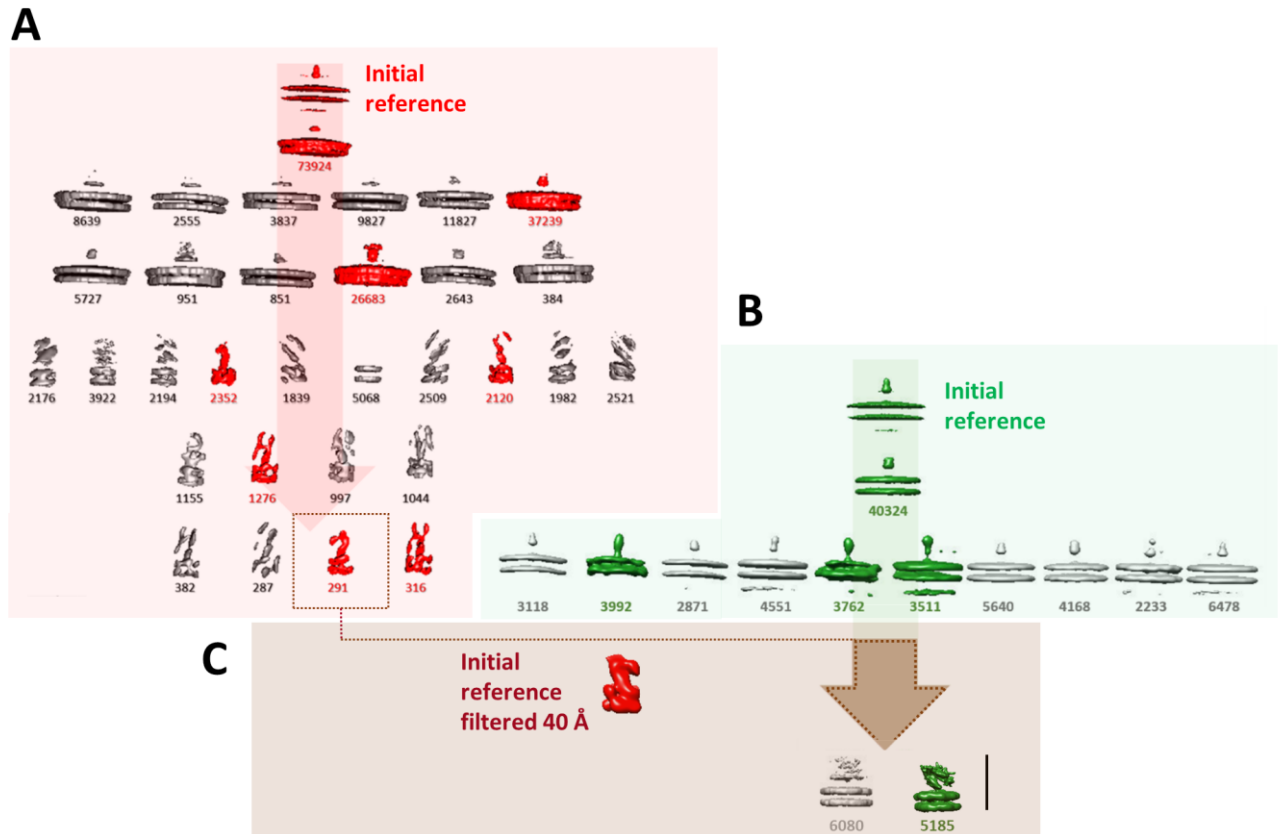 A
Initial
reference
73924
8639 2555 3837 9827 11827 37239
5727 951 851 26683 2643 384
2176 3922 2194 2352 1839 5068 2509 2120 1982 2521
1155 1276 997 1044
382 287 291 316
B
Initial
reference
40324
3118 3992 2871 4551 3762 3511 5640 4168 2233 6478
C
Initial
reference
filtered 40 Å
6080 5185